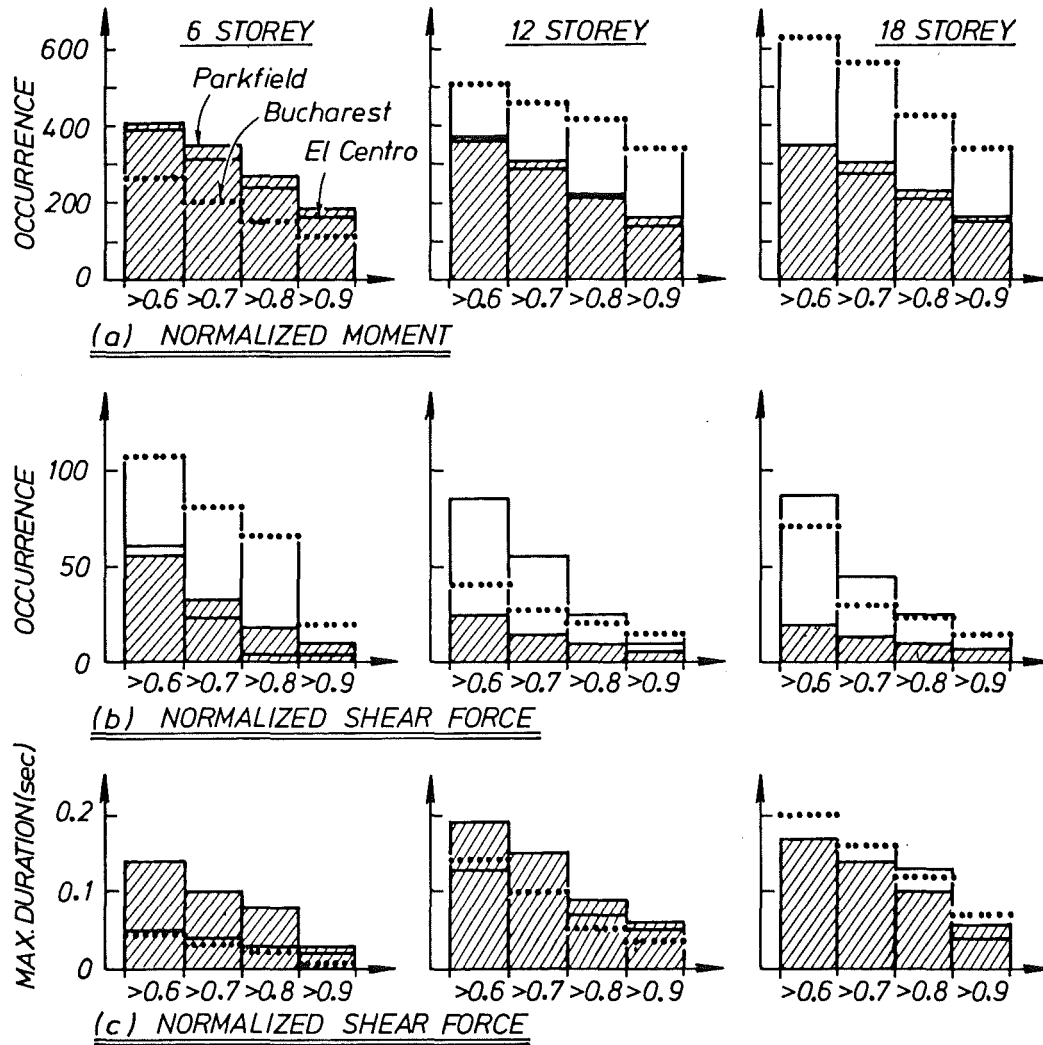 6 STOREY 12 STOREY 18 STOREY
OCCURRENCE
600
400
200
0
Parkfield
Bucharest
El Centro
>0.6 >0.7 >0.8 >0.9 >0.6 >0.7 >0.8 >0.9 >0.6 >0.7 >0.8 >0.9
(a) NORMALIZED MOMENT
OCCURRENCE
100
50
0
>0.6 >0.7 >0.8 >0.9 >0.6 >0.7 >0.8 >0.9 >0.6 >0.7 >0.8 >0.9
(b) NORMALIZED SHEAR FORCE
MAX. DURATION (sec)
0.2
0.1
0
>0.6 >0.7 >0.8 >0.9 >0.6 >0.7 >0.8 >0.9 >0.6 >0.7 >0.8 >0.9
(c) NORMALIZED SHEAR FORCE